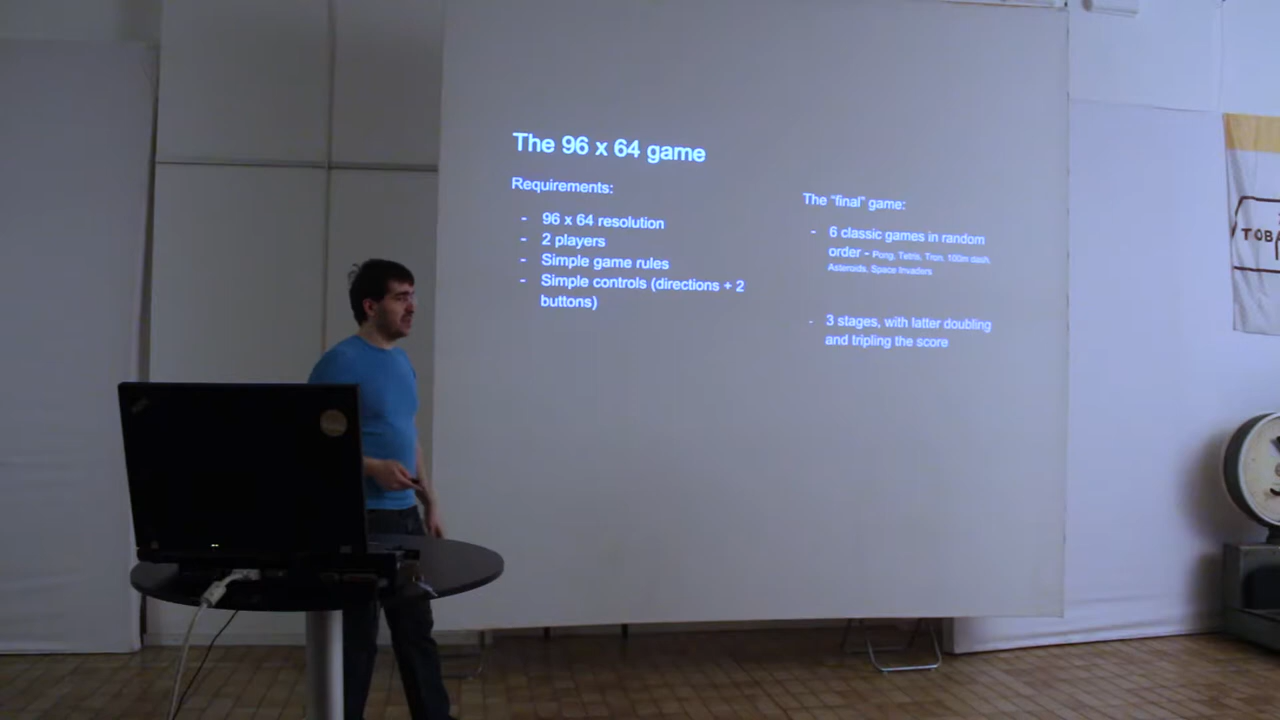 The 96 x 64 game
Requirements:
- 96 x 64 resolution
- 2 players
- Simple game rules
- Simple controls (directions + 2
buttons)
The "final" game:
- 6 classic games in random
order - Pong, Tetris, Tron, 100m dash,
Asteroids, Space Invaders
- 3 stages, with latter doubling
and tripling the score